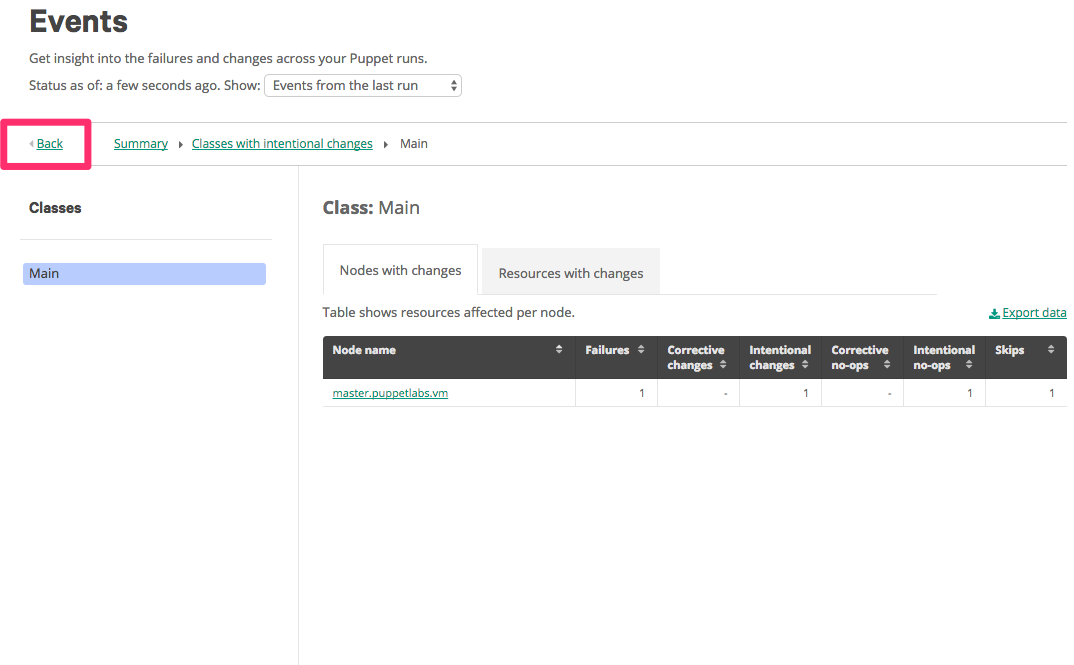 Events
Get insight into the failures and changes across your Puppet runs.
Status as of: a few seconds ago. Show: Events from the last run
Back Summary Classes with intentional changes Main
Classes
Main
Class: Main
Nodes with changes Resources with changes
Table shows resources affected per node. Export data
Node name Failures Corrective changes Intentional changes Corrective no-ops Intentional no-ops Skips
master.puppetlabs.vm 1 - 1 - 1 1